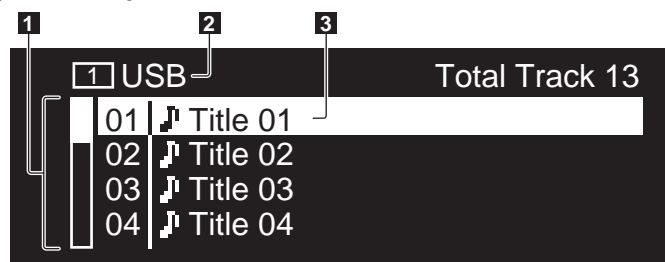 1 2 3
1 USB Total Track 13
01 Title 01
02 Title 02
03 Title 03
04 Title 04